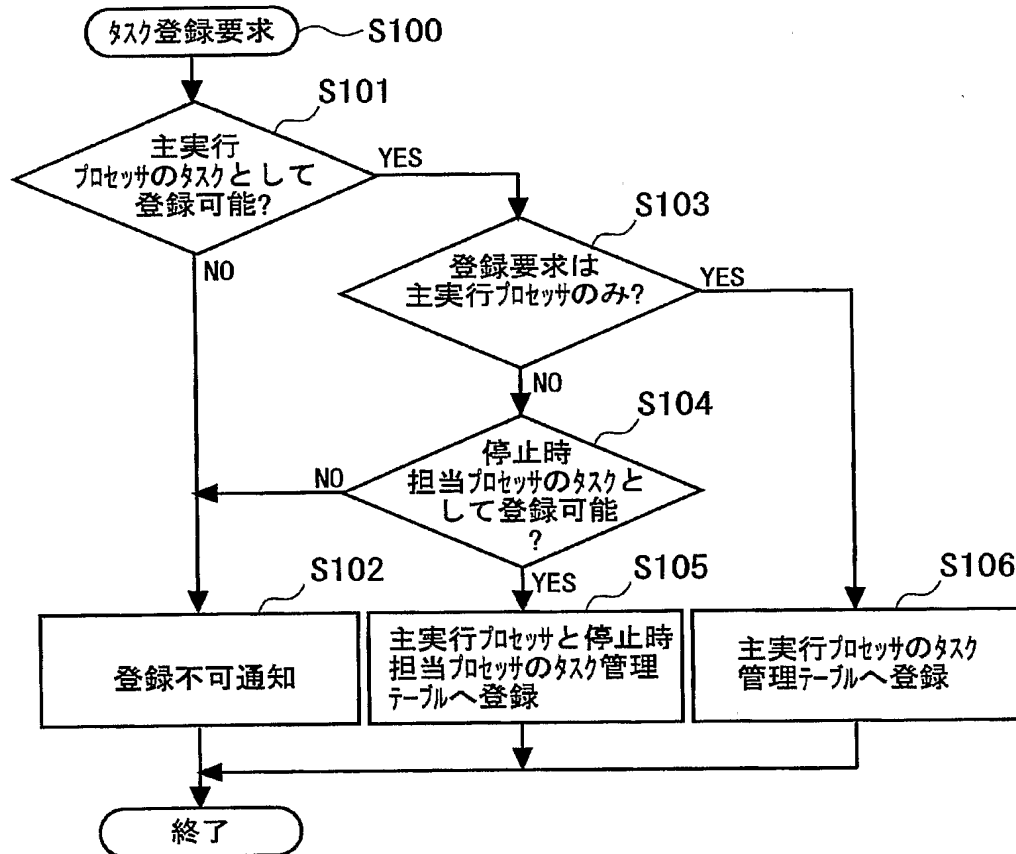 ﾀｽｸ登録要求
S100
S101
主実行
ﾌﾟﾛｾｯｻのﾀｽｸとして
登録可能?
YES
NO
S103
登録要求は
主実行ﾌﾟﾛｾｯｻのみ?
YES
NO
S104
停止時
担当ﾌﾟﾛｾｯｻのﾀｽｸと
して登録可能
?
NO
YES
S102
登録不可通知
S105
主実行ﾌﾟﾛｾｯｻと停止時
担当ﾌﾟﾛｾｯｻのﾀｽｸ管理
ﾃｰﾌﾞﾙへ登録
S106
主実行ﾌﾟﾛｾｯｻのﾀｽｸ
管理ﾃｰﾌﾞﾙへ登録
終了